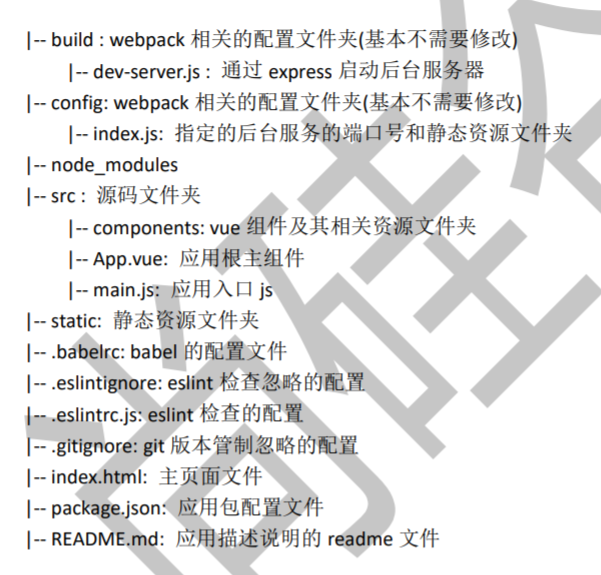 |-- build : webpack 相关的配置文件夹(基本不需要修改)
|-- dev-server.js : 通过 express 启动后台服务器
|-- config: webpack 相关的配置文件夹(基本不需要修改)
|-- index.js: 指定的后台服务的端口号和静态资源文件夹
|-- node_modules
|-- src : 源码文件夹
|-- components: vue 组件及其相关资源文件夹
|-- App.vue: 应用根主组件
|-- main.js: 应用入口 js
|-- static: 静态资源文件夹
|-- .babelrc: babel 的配置文件
|-- .eslintignore: eslint 检查忽略的配置
|-- .eslintrc.js: eslint 检查的配置
|-- .gitignore: git 版本管制忽略的配置
|-- index.html: 主页面文件
|-- package.json: 应用包配置文件
|-- README.md: 应用描述说明的 readme 文件
尚硅谷